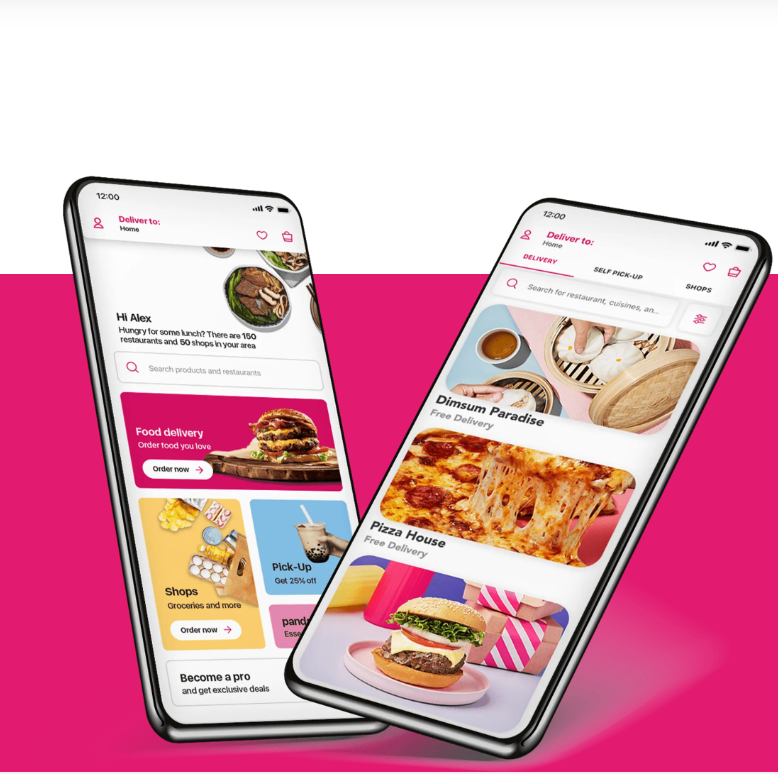 12:00
Deliver to:
Home
Hi Alex
Hungry for some lunch? There are 150
restaurants and 50 shops in your area
Search products and restaurants
Food delivery
Order food you love
Order now
Shops
Groceries and more
Order now
Pick-Up
Get 25% off
Become a pro
and get exclusive deals
12:00
Deliver to:
Home
DELIVERY
SELF PICK-UP
SHOPS
Search for restaurant, cuisines, an...
Dimsum Paradise
Free Delivery
Pizza House
Free Delivery